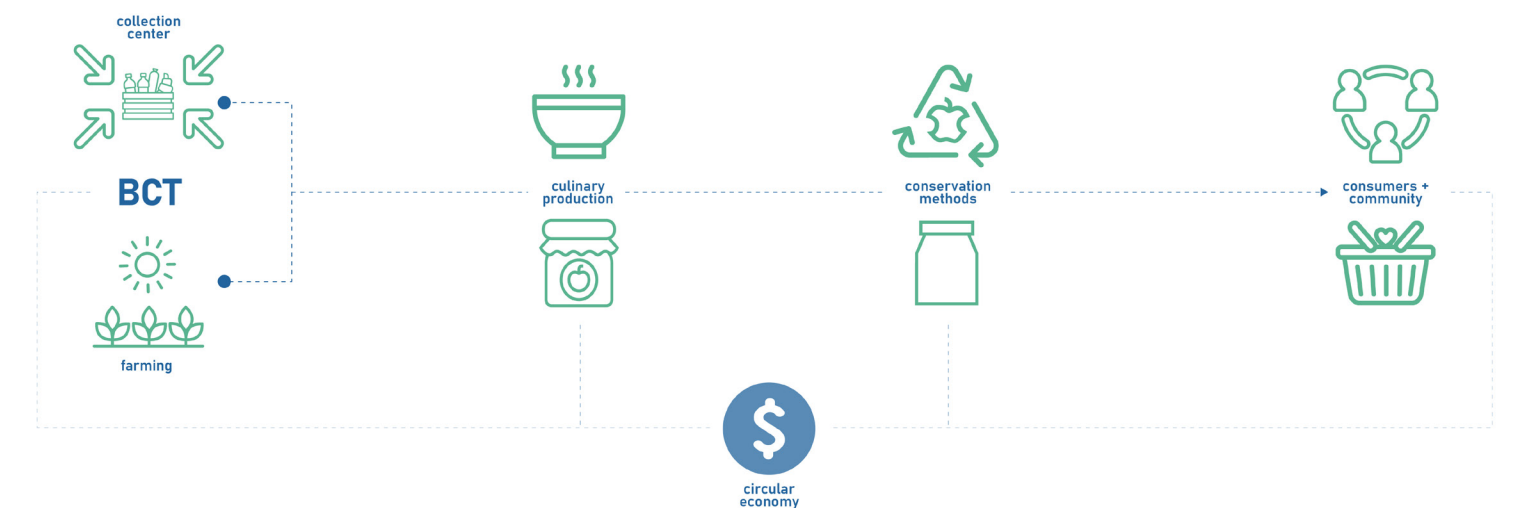 collection
center
BCT
farming
culinary
production
conservation
methods
consumers +
community
$
circular
economy